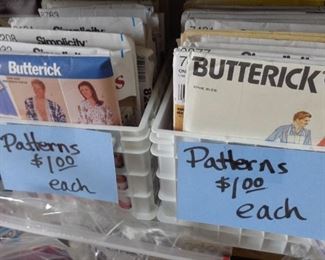 Simplicity
Simplicity
Butterick
BUTTERICK
Patterns
$1.00
each
Patterns
$1.00
each